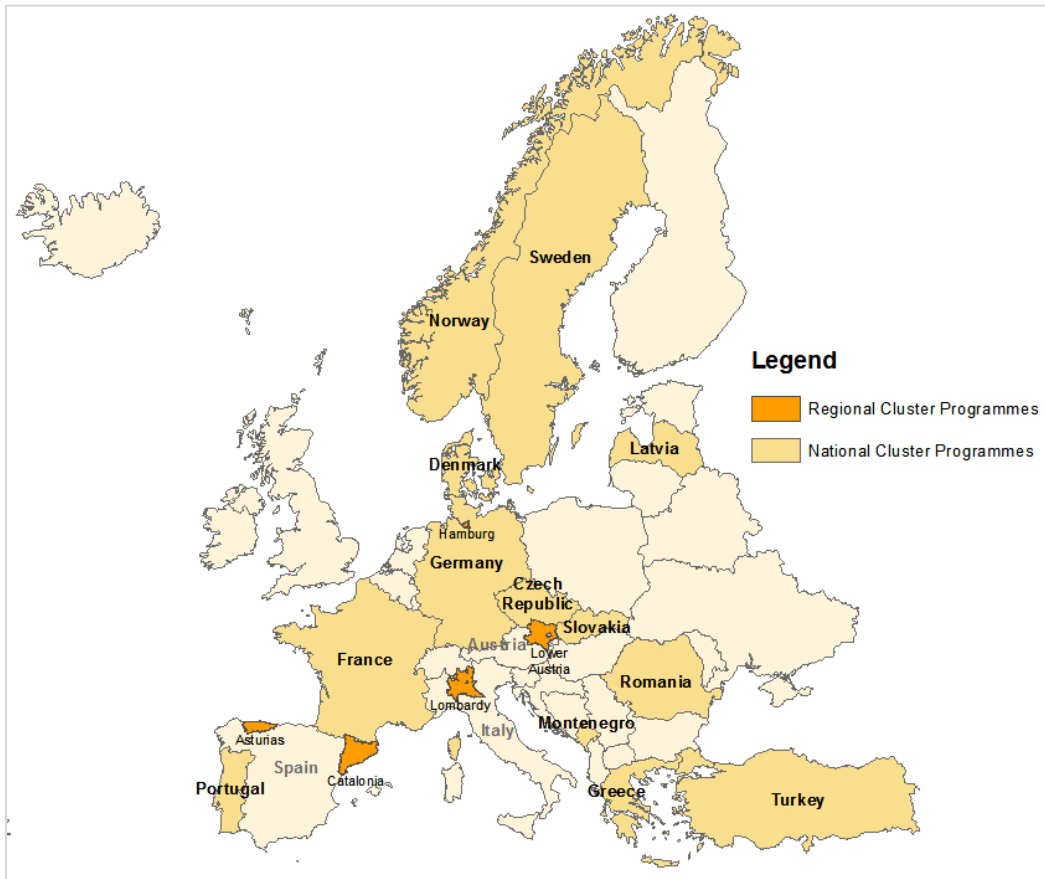 Sweden
Norway
Legend
Regional Cluster Programmes
National Cluster Programmes
Latvia
Denmark
Hamburg
Germany
Czech
Republic
Slovakia
Austria
Lower
Austria
France
Romania
Lombardy
Montenegro
Italy
Asturias
Spain
Catalonia
Portugal
Greece
Turkey